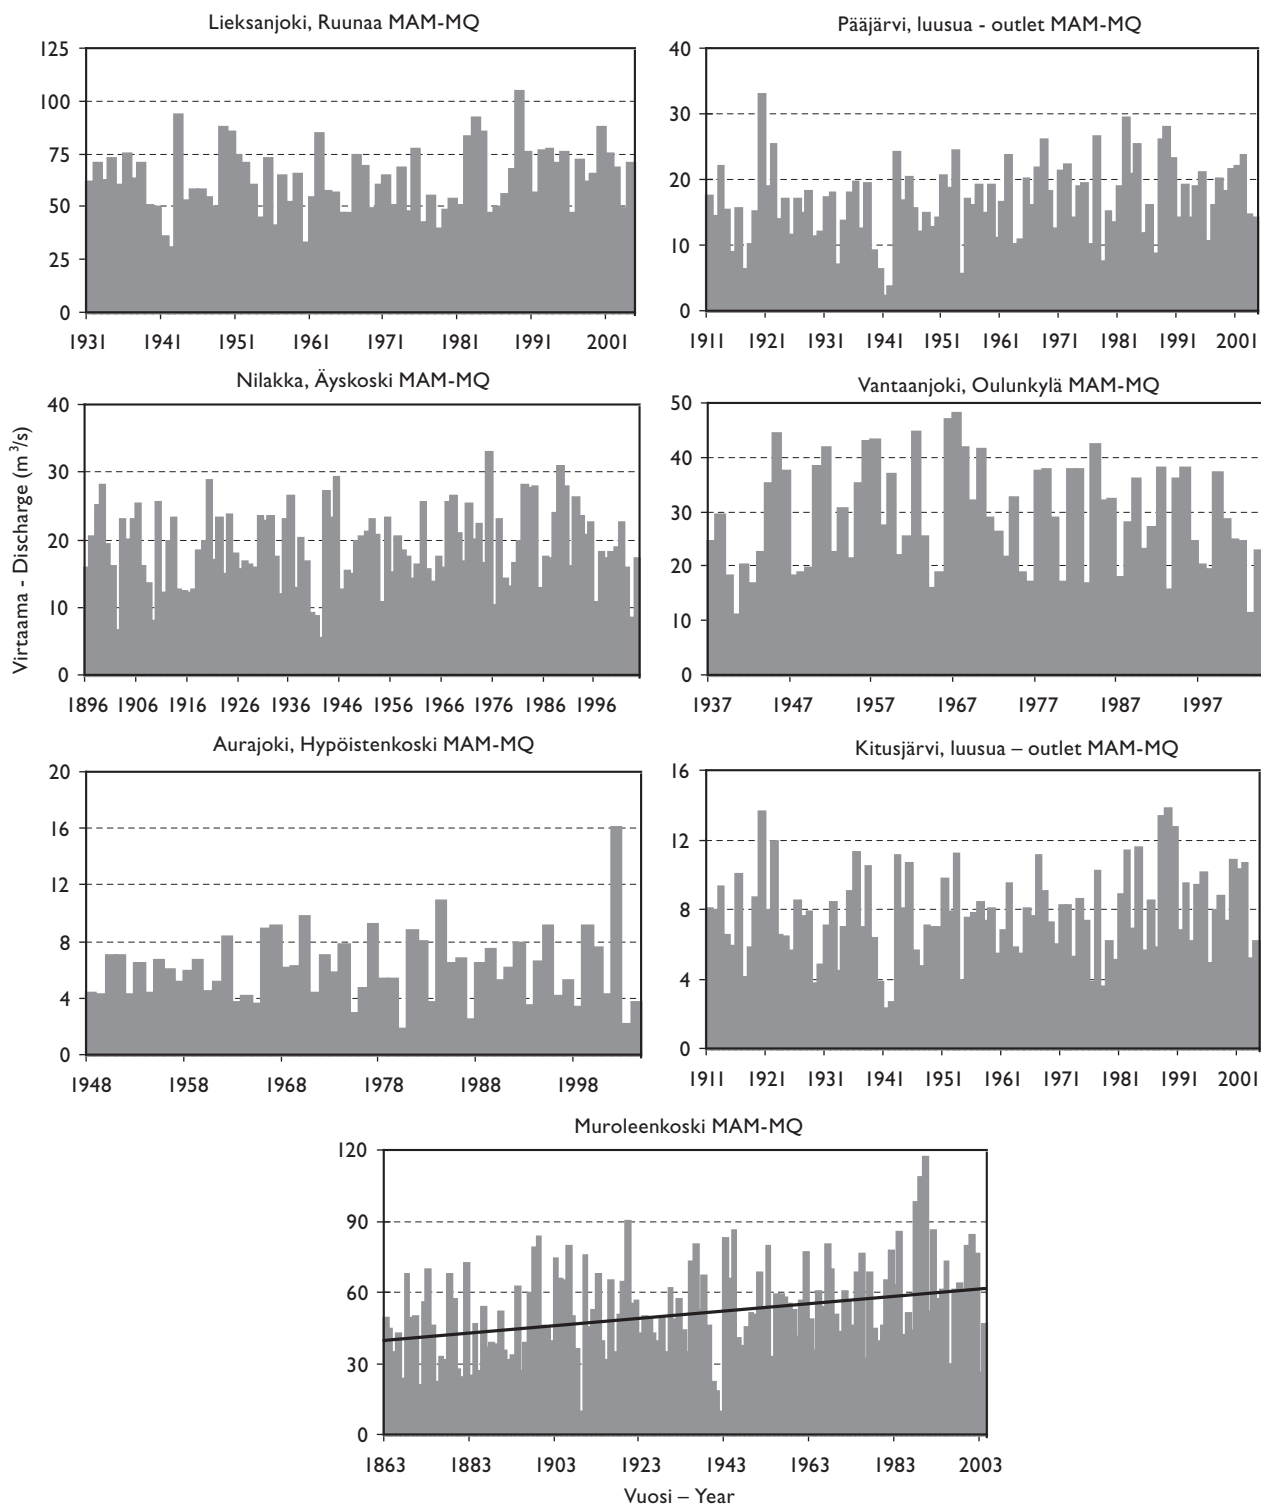 Lieksanjoki, Ruunaa MAM-MQ
125
100
75
50
25
0
1931 1941 1951 1961 1971 1981 1991 2001
Pääjärvi, luusua - outlet MAM-MQ
40
30
20
10
0
1911 1921 1931 1941 1951 1961 1971 1981 1991 2001
Virtaama - Discharge (m³/s)
Nilakka, Äyskoski MAM-MQ
40
30
20
10
0
1896 1906 1916 1926 1936 1946 1956 1966 1976 1986 1996
Vantaanjoki, Oulunkylä MAM-MQ
50
40
30
20
10
0
1937 1947 1957 1967 1977 1987 1997
Aurajoki, Hypöistenkoski MAM-MQ
20
16
12
8
4
0
1948 1958 1968 1978 1988 1998
Kitusjärvi, luusua – outlet MAM-MQ
16
12
8
4
0
1911 1921 1931 1941 1951 1961 1971 1981 1991 2001
Muroleenkoski MAM-MQ
120
90
60
30
0
1863 1883 1903 1923 1943 1963 1983 2003
Vuosi – Year